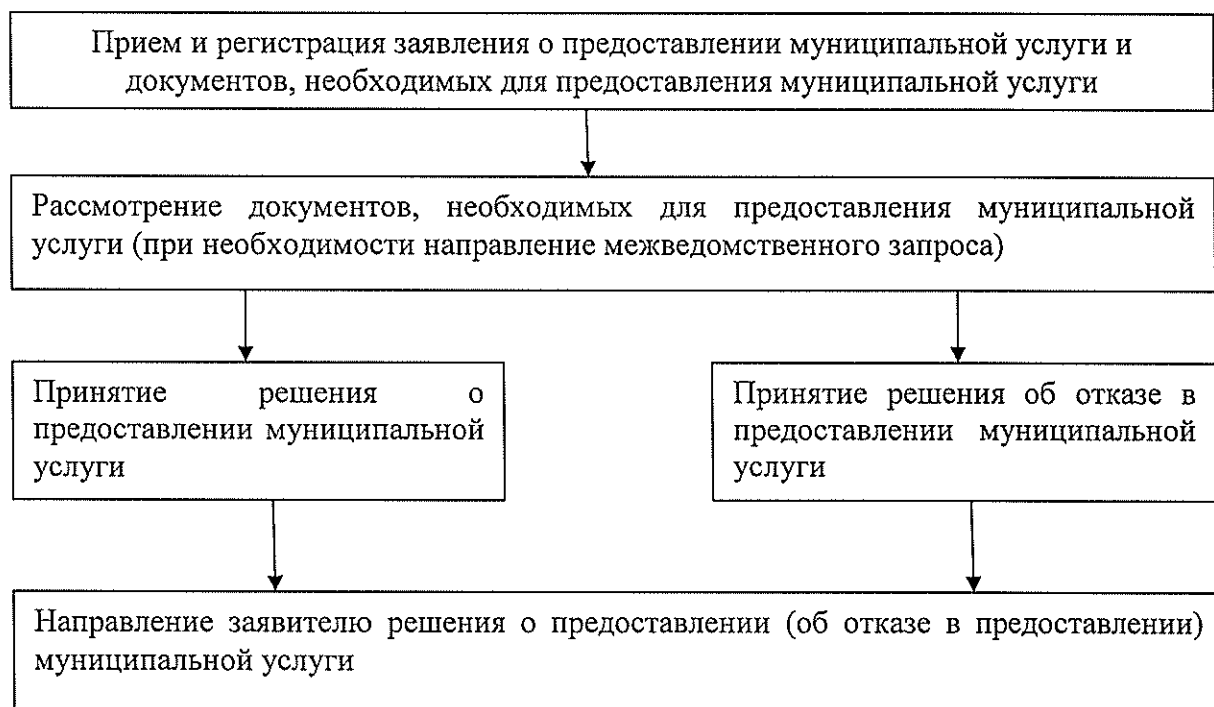 Прием и регистрация заявления о предоставлении муниципальной услуги и
документов, необходимых для предоставления муниципальной услуги
Рассмотрение документов, необходимых для предоставления муниципальной
услуги (при необходимости направление межведомственного запроса)
Принятие решения о
предоставлении муниципальной
услуги
Принятие решения об отказе в
предоставлении муниципальной
услуги
Направление заявителю решения о предоставлении (об отказе в предоставлении)
муниципальной услуги